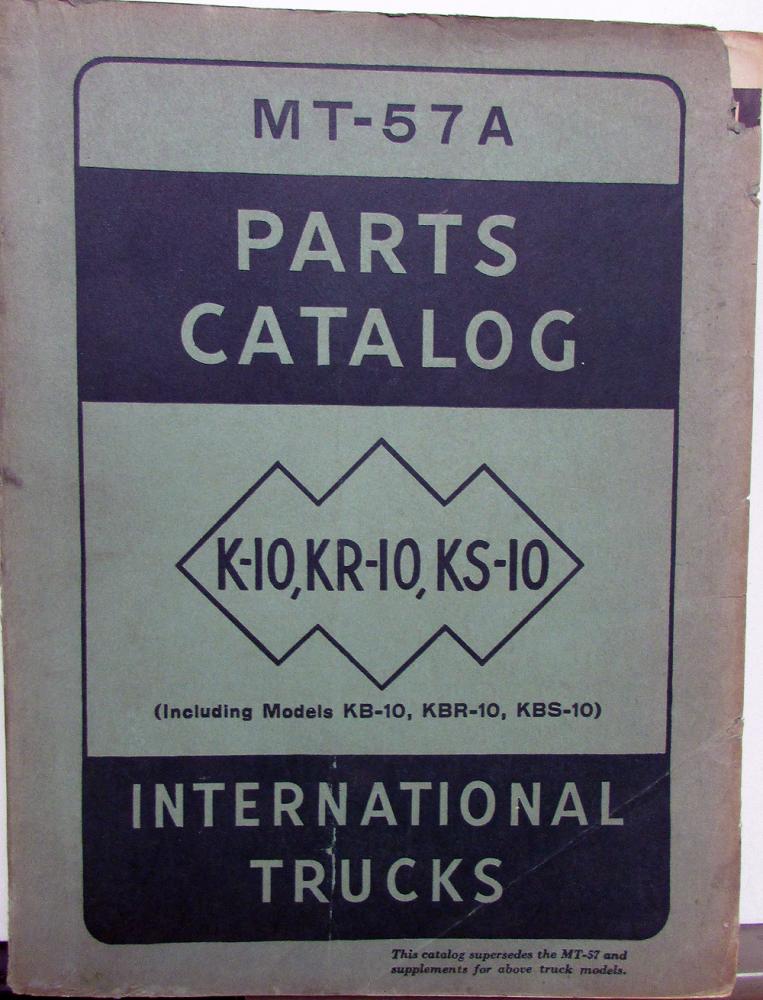 MT-57A
PARTS
CATALOG
K-10, KR-10, KS-10
(Including Models KB-10, KBR-10, KBS-10)
INTERNATIONAL
TRUCKS
This catalog supersedes the MT-57 and
supplements for above truck models.